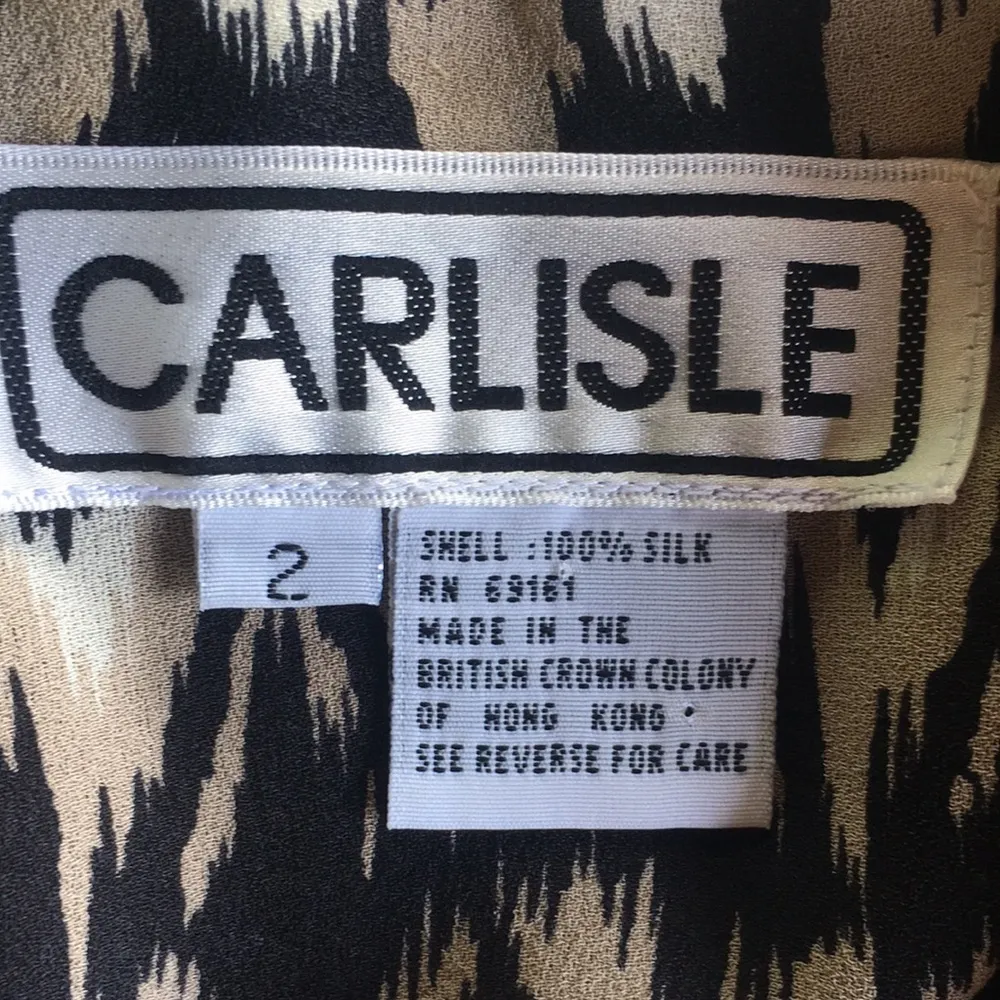 CARLISLE
2
SHELL :100% SILK
RN 69161
MADE IN THE
BRITISH CROWN COLONY
OF HONG KONG
SEE REVERSE FOR CARE